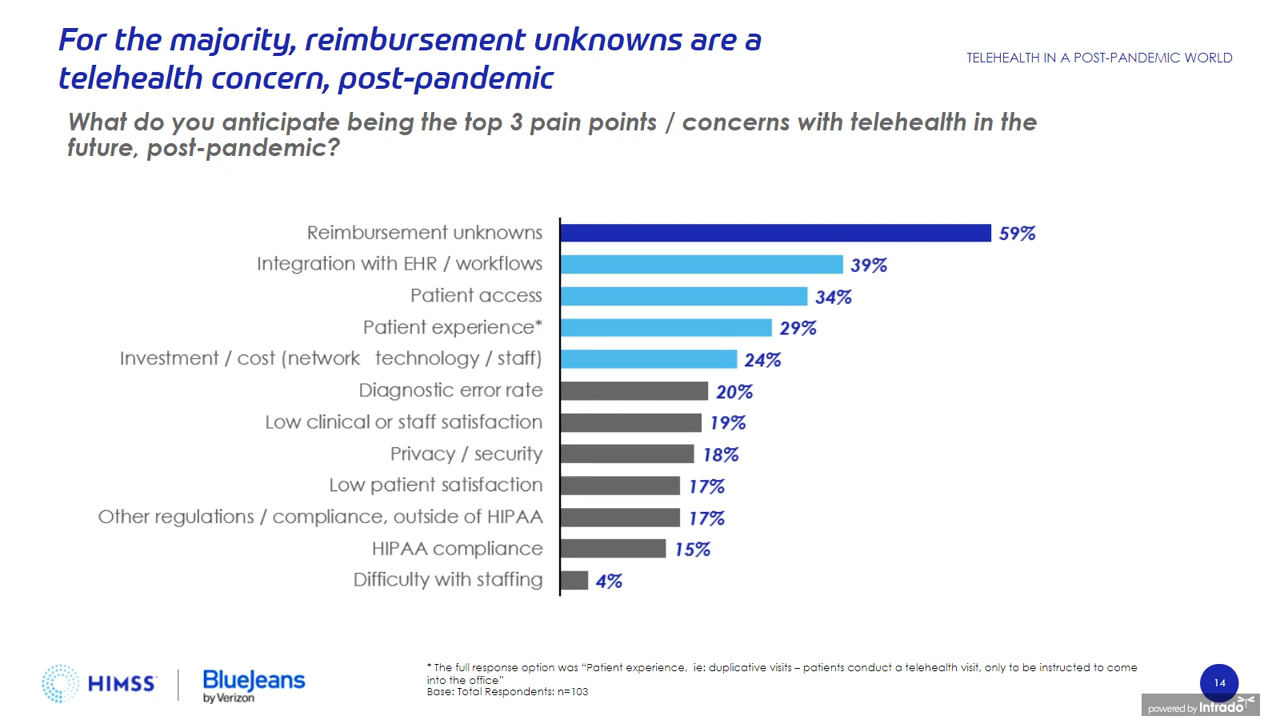 For the majority, reimbursement unknowns are a
telehealth concern, post-pandemic
TELEHEALTH IN A POST-PANDEMIC WORLD
What do you anticipate being the top 3 pain points / concerns with telehealth in the
future, post-pandemic?
Reimbursement unknowns 59%
Integration with EHR / workflows 39%
Patient access 34%
Patient experience* 29%
Investment / cost (network technology / staff) 24%
Diagnostic error rate 20%
Low clinical or staff satisfaction 19%
Privacy / security 18%
Low patient satisfaction 17%
Other regulations / compliance, outside of HIPAA 17%
HIPAA compliance 15%
Difficulty with staffing 4%
HIMSS
BlueJeans
by Verizon
* The full response option was “Patient experience, ie: duplicative visits – patients conduct a telehealth visit, only to be instructed to come
into the office”
Base: Total Respondents: n=103
14
powered by intrado